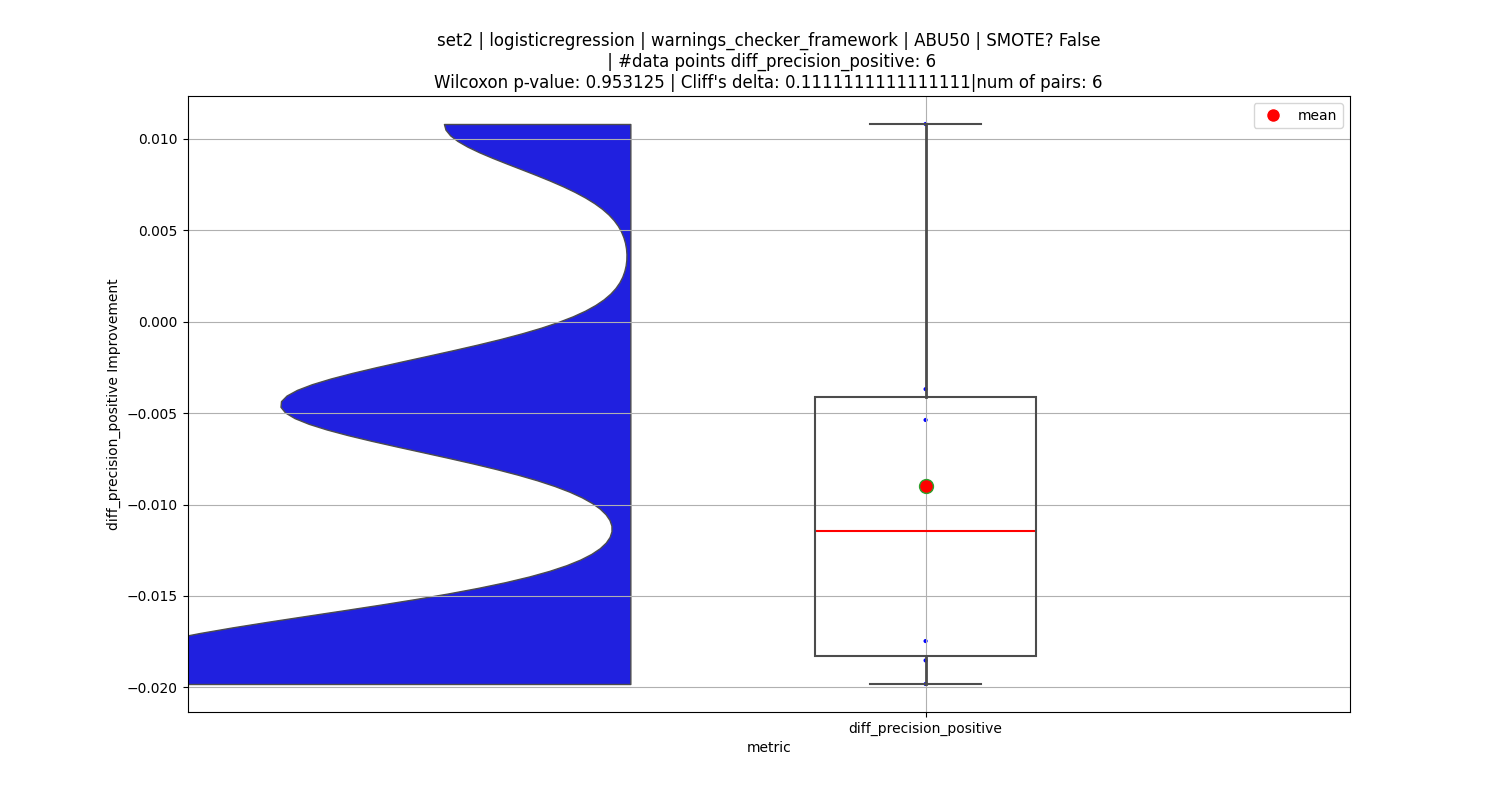 set2 | logisticregression | warnings_checker_framework | ABU50 | SMOTE? False
| #data points diff_precision_positive: 6
Wilcoxon p-value: 0.953125 | Cliff's delta: 0.1111111111111111|num of pairs: 6
mean
0.010
0.005
0.000
−0.005
−0.010
−0.015
−0.020
diff_precision_positive Improvement
diff_precision_positive
metric